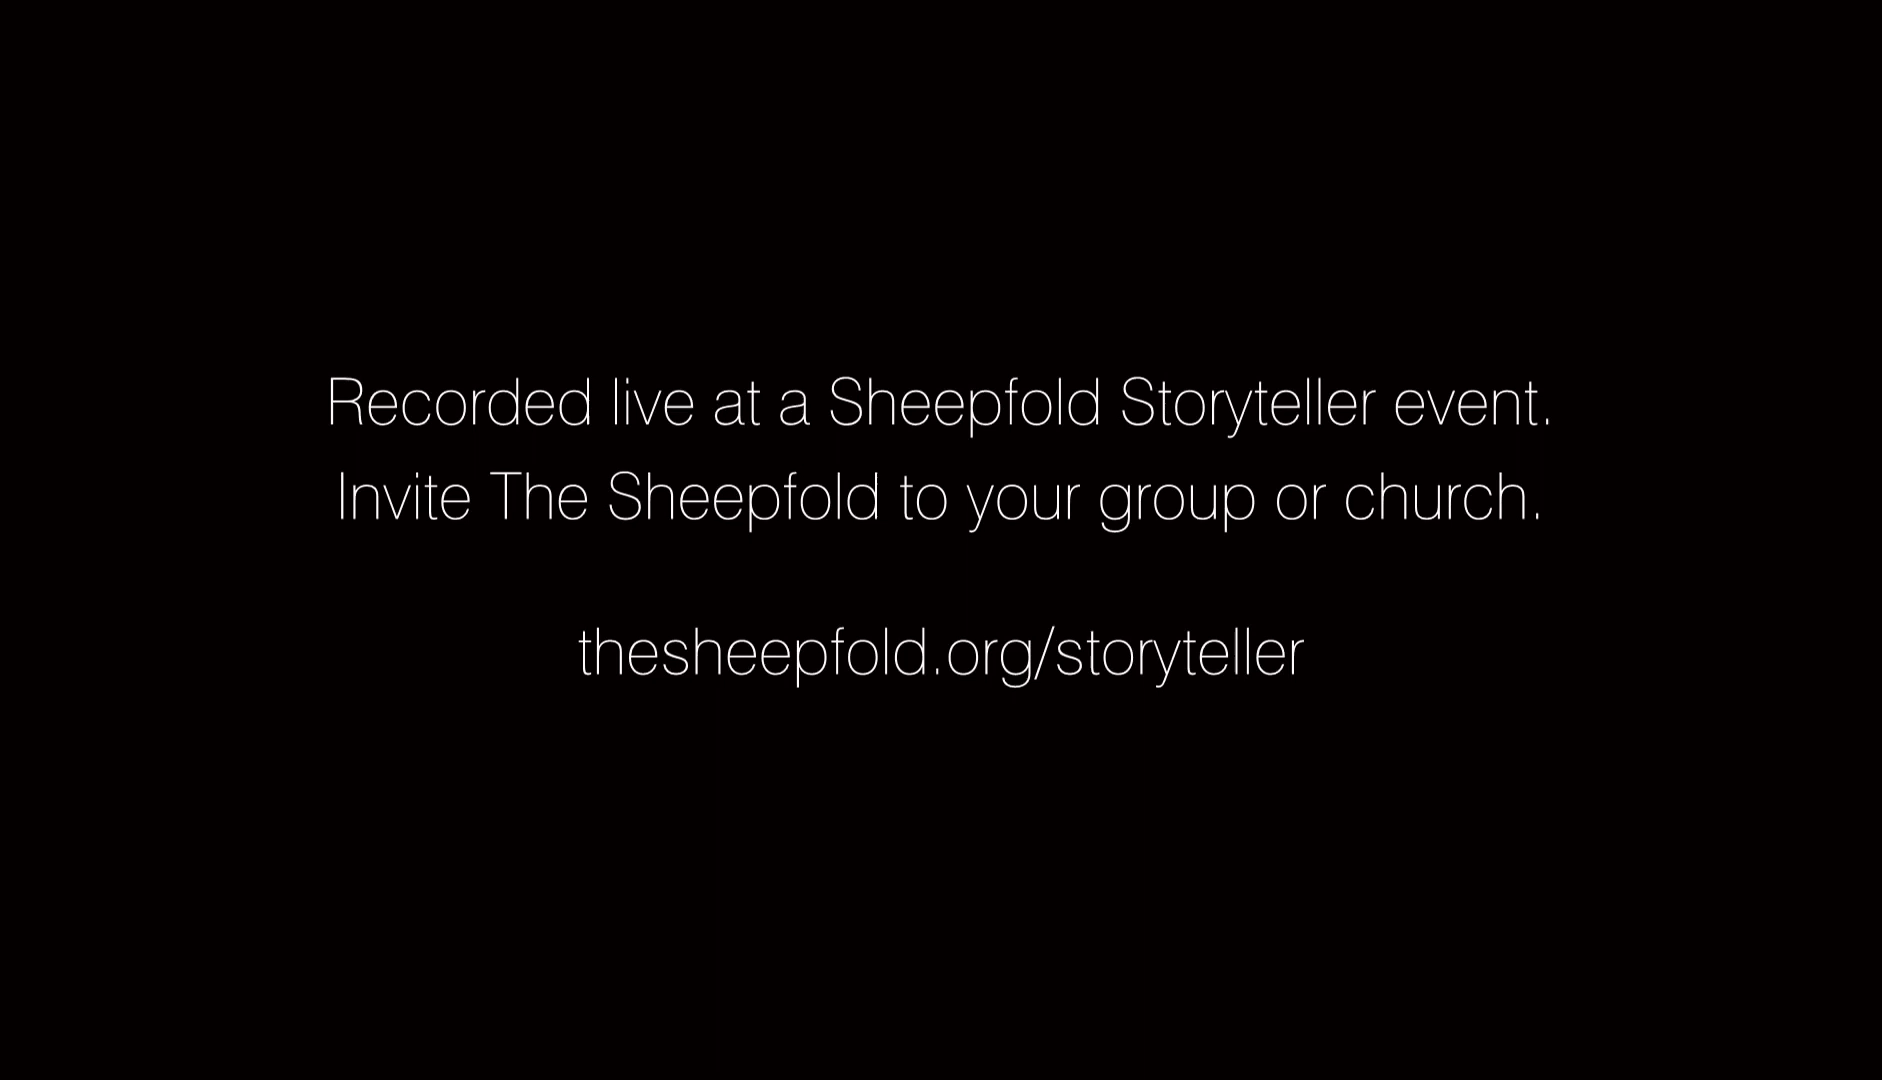 Recorded live at a Sheepfold Storyteller event.
Invite The Sheepfold to your group or church.
thesheepfold.org/storyteller